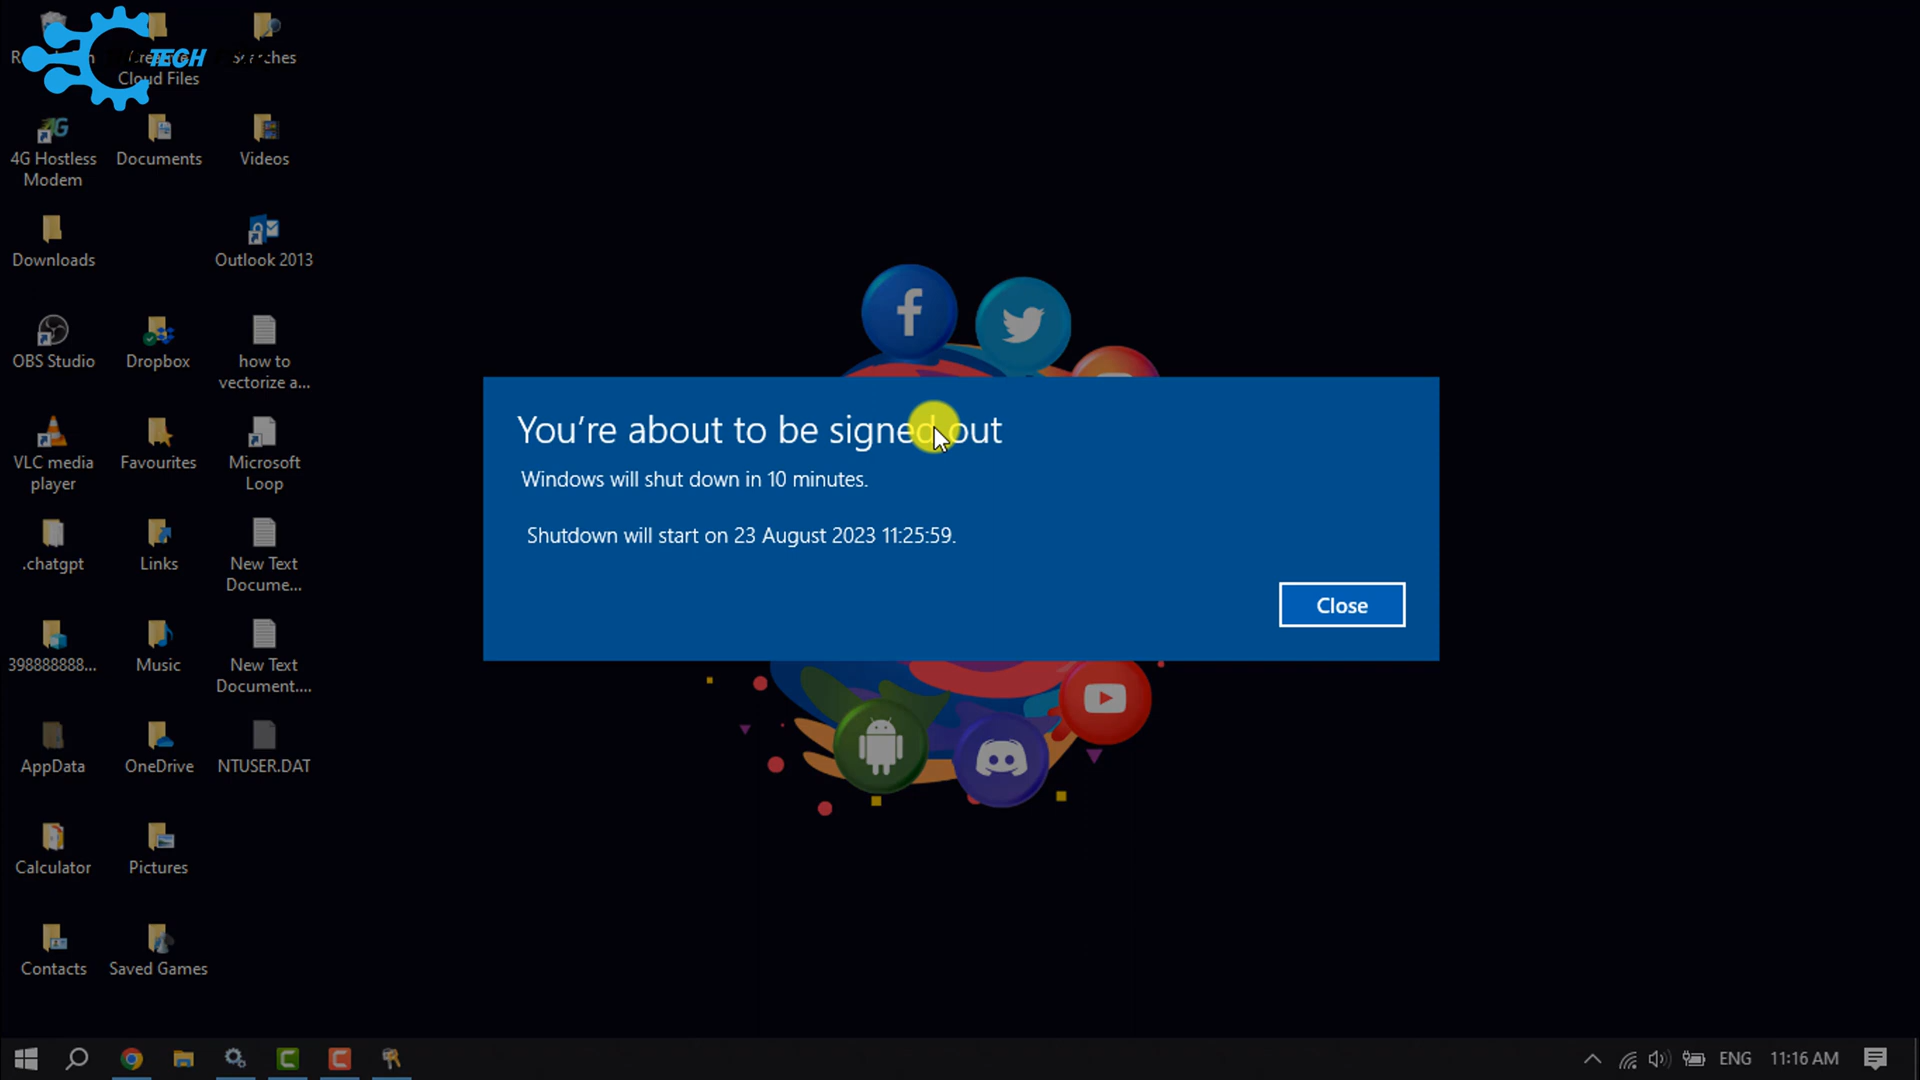 TECH
Cloud Files
4G Hostless
Modem
Documents
Videos
Downloads
Outlook 2013
OBS Studio
Dropbox
how to
vectorize a...
VLC media
player
Favourites
Microsoft
Loop
.chatgpt
Links
New Text
Docume...
398888888...
Music
New Text
Document....
AppData
OneDrive
NTUSER.DAT
Calculator
Pictures
Contacts
Saved Games
You're about to be signed out
Windows will shut down in 10 minutes.
Shutdown will start on 23 August 2023 11:25:59.
Close
ENG
11:16 AM